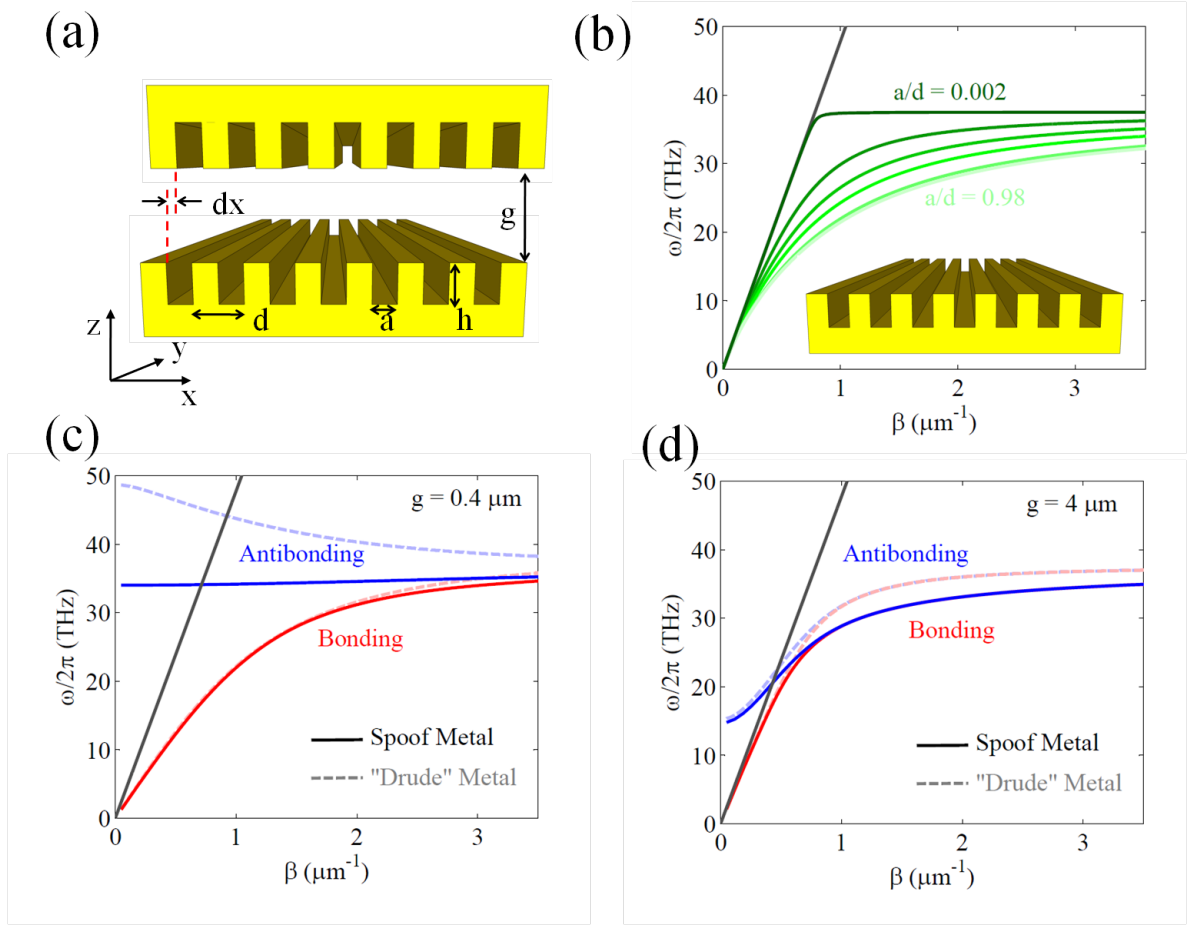 (a)
dx
g
d
a
h
z
y
x
(b)
50
40
30
20
10
0
ω/2π (THz)
a/d = 0.002
a/d = 0.98
0
1
2
3
β (μm⁻¹)
(c)
50
40
30
20
10
0
ω/2π (THz)
g = 0.4 μm
Antibonding
Bonding
Spoof Metal
"Drude" Metal
0
1
2
3
β (μm⁻¹)
(d)
50
40
30
20
10
0
ω/2π (THz)
g = 4 μm
Antibonding
Bonding
Spoof Metal
"Drude" Metal
0
1
2
3
β (μm⁻¹)